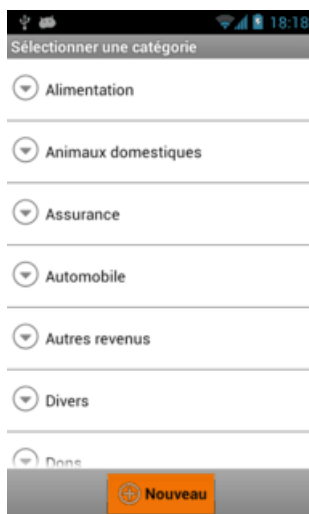 18:18
Sélectionner une catégorie
Alimentation
Animaux domestiques
Assurance
Automobile
Autres revenus
Divers
Dons
Nouveau